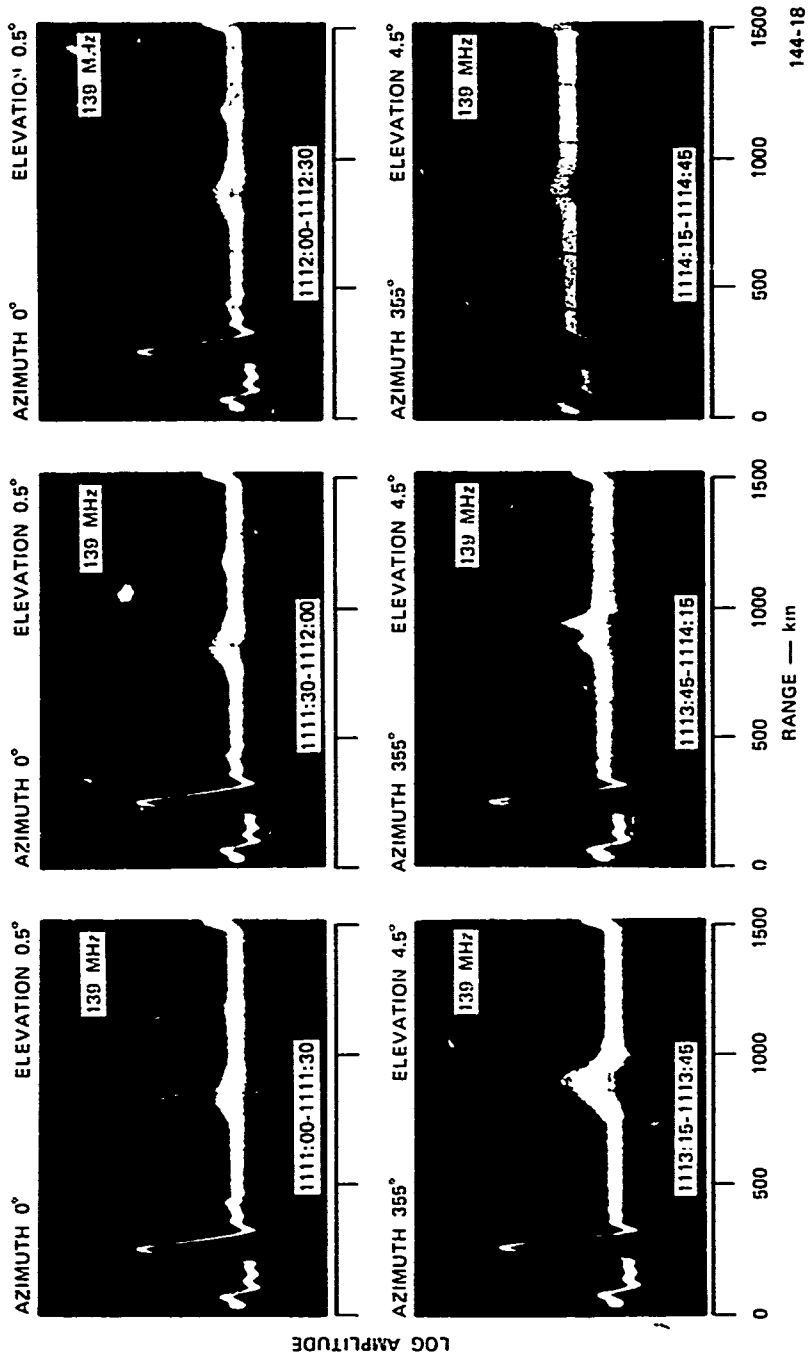 AZIMUTH 0° ELEVATION 0.5°
139 MHz
1111:00-1111:30
AZIMUTH 0° ELEVATION 0.5°
139 MHz
1111:30-1112:00
AZIMUTH 0° ELEVATION 0.5°
139 MHz
1112:00-1112:30
LOG AMPLITUDE
AZIMUTH 355° ELEVATION 4.5°
139 MHz
1113:15-1113:45
0 500 1000 1500
AZIMUTH 355° ELEVATION 4.5°
139 MHz
1113:45-1114:15
0 500 1000 1500
AZIMUTH 355° ELEVATION 4.5°
139 MHz
1114:15-1114:45
0 500 1000 1500
RANGE — km
144-18